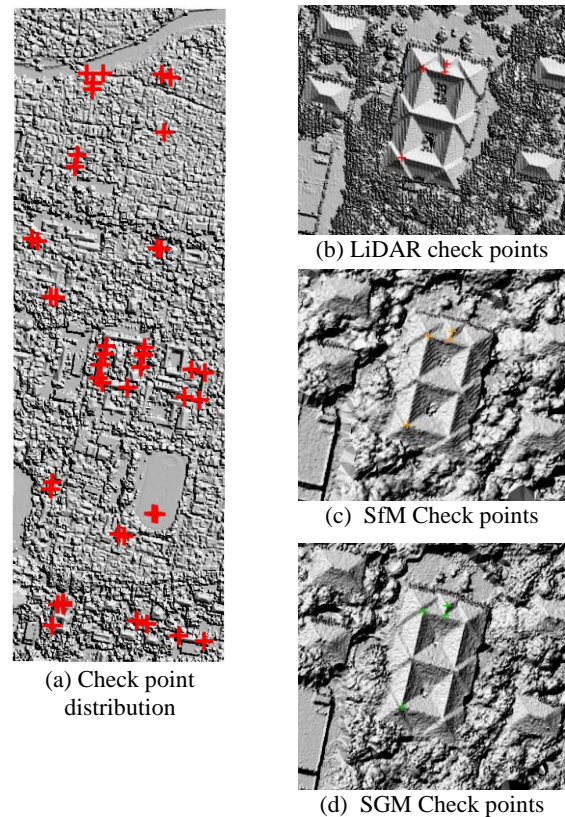 (a) Check point
distribution
(b) LiDAR check points
(c) SfM Check points
(d) SGM Check points